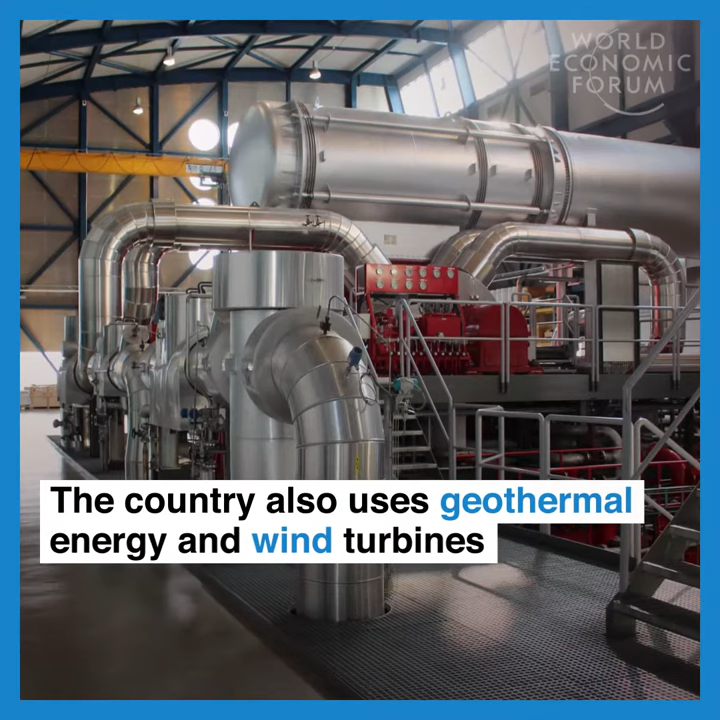 WORLD
ECONOMIC
FORUM
The country also uses geothermal
energy and wind turbines